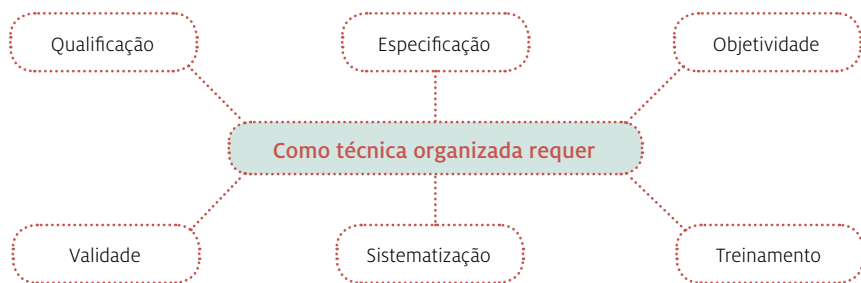 Qualificação
Especificação
Objetividade
Como técnica organizada requer
Validade
Sistematização
Treinamento